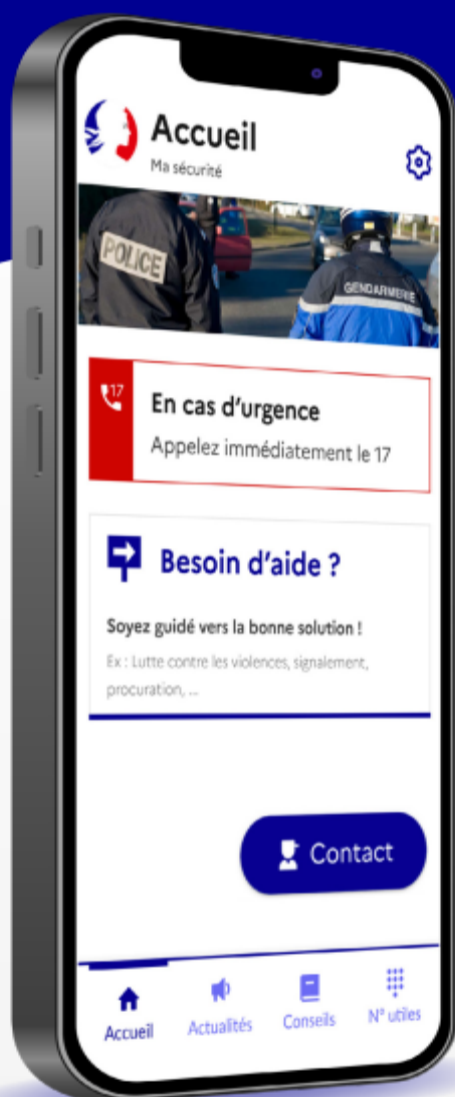 Accueil
Ma sécurité
POLICE
GENDARMERIE
17
En cas d'urgence
Appelez immédiatement le 17
Besoin d'aide ?
Soyez guidé vers la bonne solution !
Ex : Lutte contre les violences, signalement,
procuration, ...
Contact
Accueil
Actualités
Conseils
N° utiles